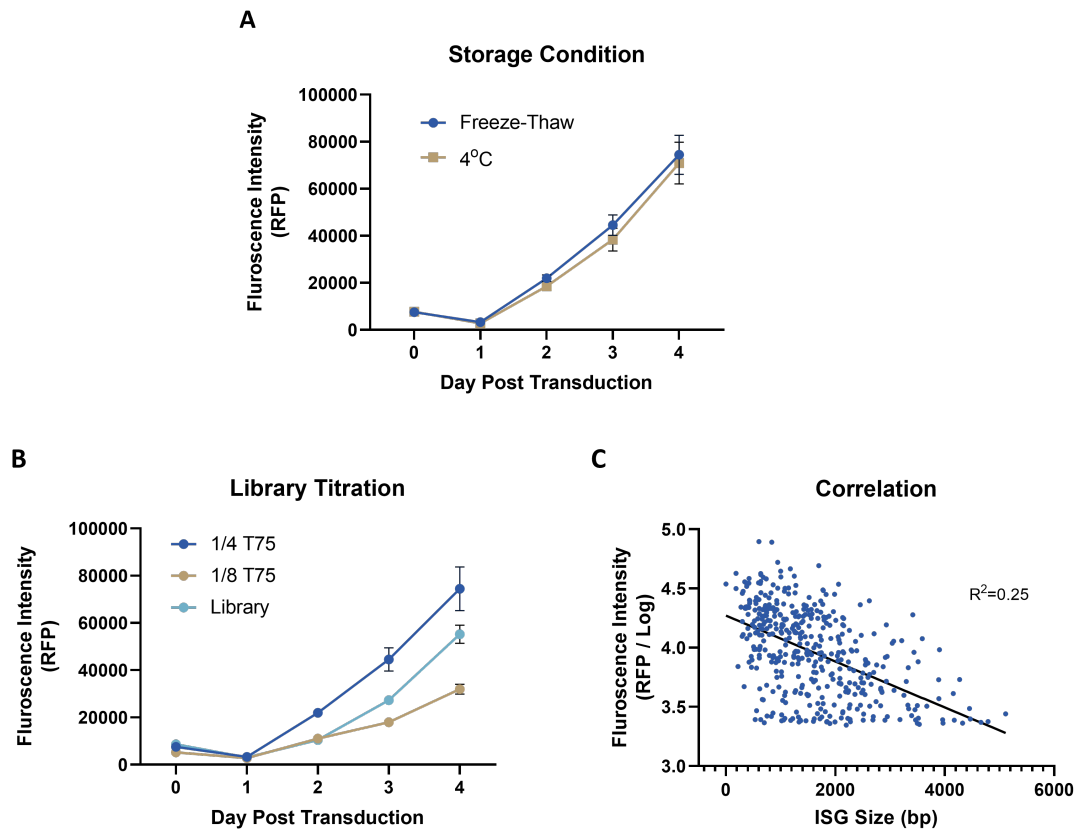 A
Storage Condition
Fluroscence Intensity
(RFP)
100000
80000
60000
40000
20000
0
Freeze-Thaw
4°C
0 1 2 3 4
Day Post Transduction
B
Library Titration
Fluroscence Intensity
(RFP)
100000
80000
60000
40000
20000
0
1/4 T75
1/8 T75
Library
0 1 2 3 4
Day Post Transduction
C
Correlation
Fluroscence Intensity
(RFP / Log)
5.0
4.5
4.0
3.5
3.0
R²=0.25
0 2000 4000 6000
ISG Size (bp)